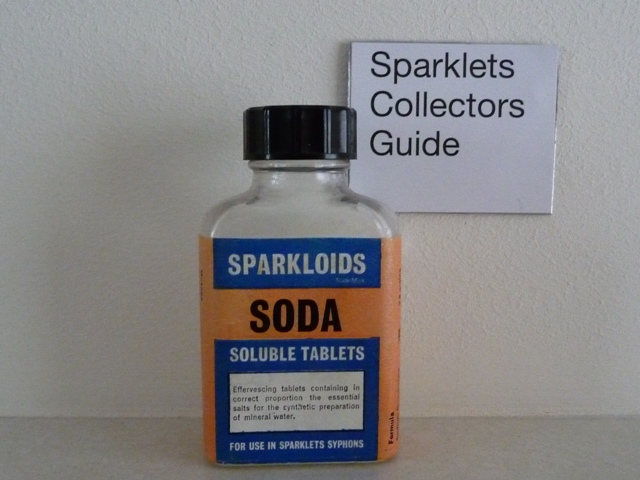 Sparklets
Collectors
Guide
SPARKLOIDS
SODA
SOLUBLE TABLETS
Effervescing tablets containing in
correct proportion the essential
salts for the synthetic preparation
of mineral water.
FOR USE IN SPARKLETS SYPHONS
Formula